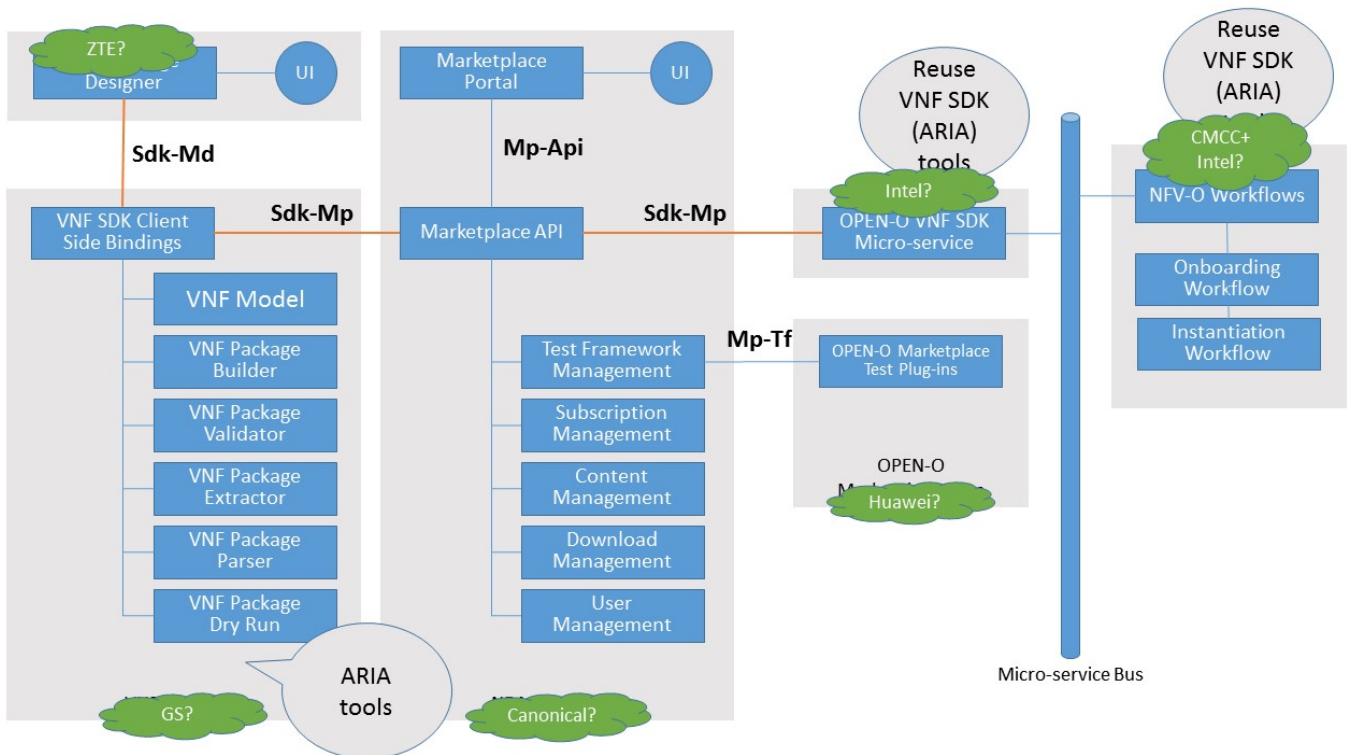 ZTE?
Designer
UI
Sdk-Md
VNF SDK Client
Side Bindings
VNF Model
VNF Package
Builder
VNF Package
Validator
VNF Package
Extractor
VNF Package
Parser
VNF Package
Dry Run
GS?
ARIA
tools
Sdk-Mp
Marketplace
Portal
UI
Mp-Api
Marketplace API
Test Framework
Management
Subscription
Management
Content
Management
Download
Management
User
Management
Canonical?
Sdk-Mp
Mp-Tf
Reuse
VNF SDK
(ARIA)
tools
Intel?
OPEN-O VNF SDK
Micro-service
OPEN-O Marketplace
Test Plug-ins
OPEN-O
Huawei?
Micro-service Bus
Reuse
VNF SDK
(ARIA)
CMCC+
Intel?
NFV-O Workflows
Onboarding
Workflow
Instantiation
Workflow